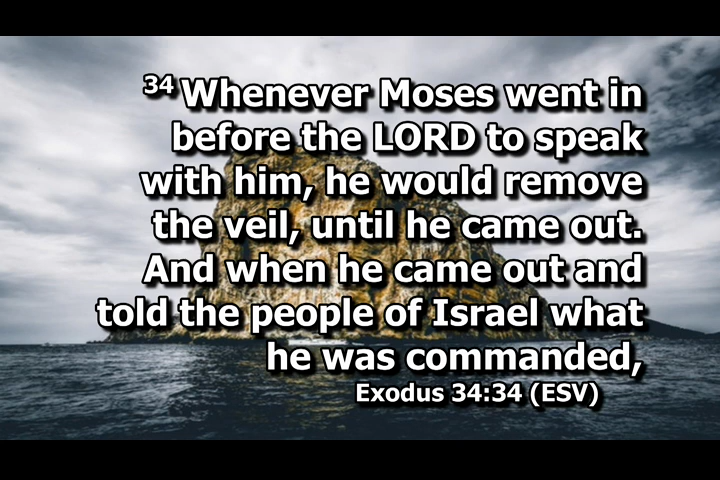 34 Whenever Moses went in
before the LORD to speak
with him, he would remove
the veil, until he came out.
And when he came out and
told the people of Israel what
he was commanded,
Exodus 34:34 (ESV)